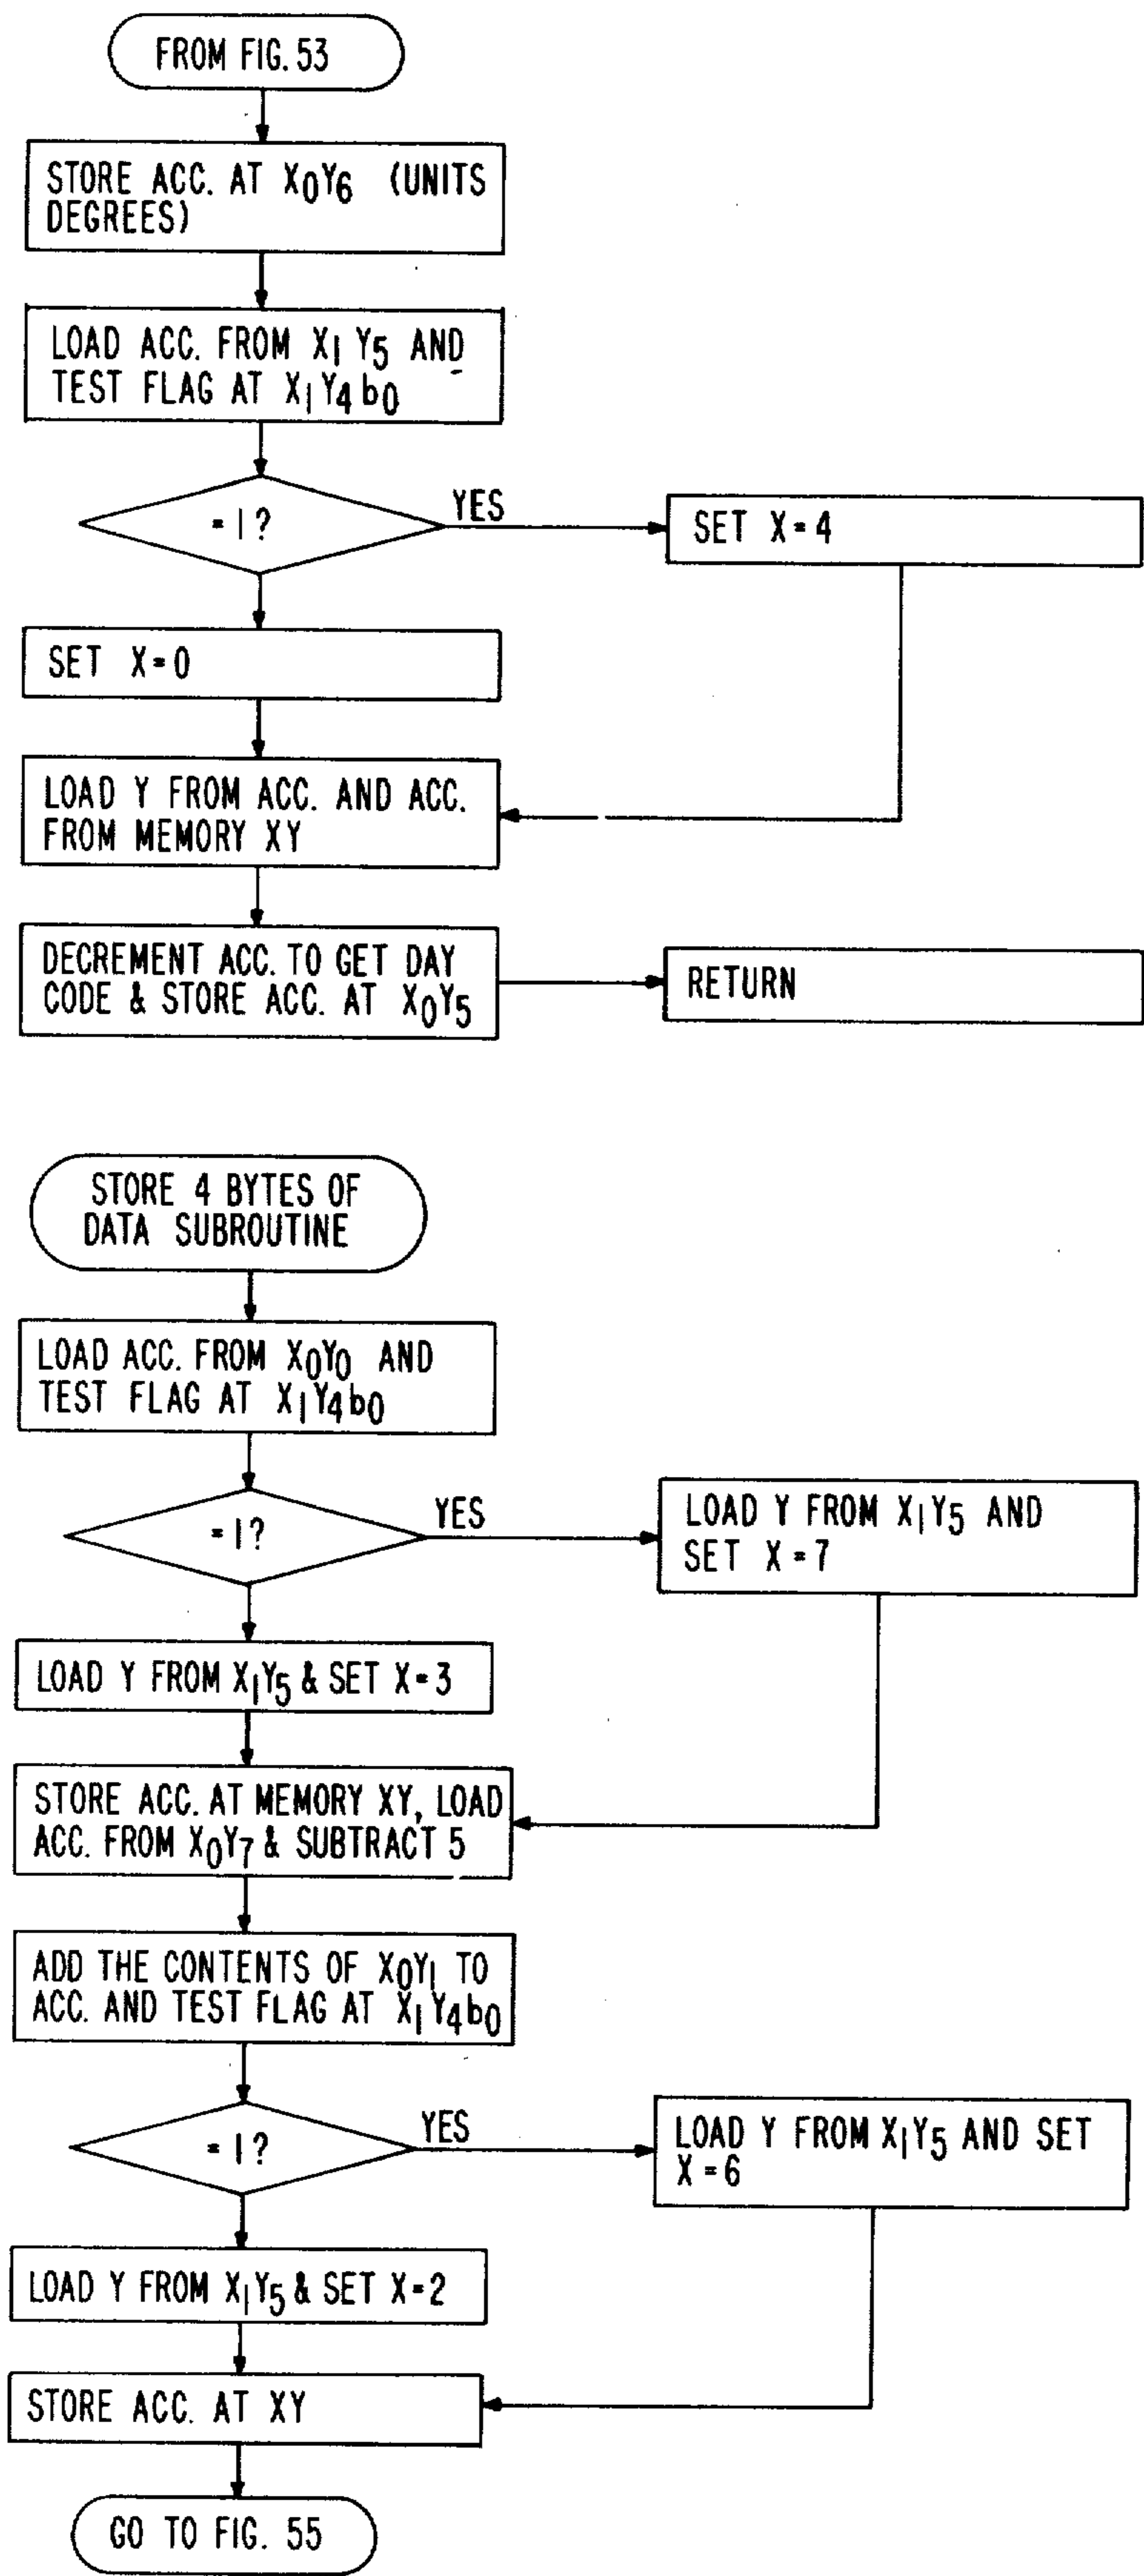 FROM FIG. 53
STORE ACC. AT X0Y6 (UNITS
DEGREES)
LOAD ACC. FROM X1Y5 AND
TEST FLAG AT X1Y4b0
=1?
YES
SET X=4
SET X=0
LOAD Y FROM ACC. AND ACC.
FROM MEMORY XY
DECREMENT ACC. TO GET DAY
CODE & STORE ACC. AT X0Y5
RETURN
STORE 4 BYTES OF
DATA SUBROUTINE
LOAD ACC. FROM X0Y0 AND
TEST FLAG AT X1Y4b0
=1?
YES
LOAD Y FROM X1Y5 AND
SET X=7
LOAD Y FROM X1Y5 & SET X=3
STORE ACC. AT MEMORY XY, LOAD
ACC. FROM X0Y7 & SUBTRACT 5
ADD THE CONTENTS OF X0Y1 TO
ACC. AND TEST FLAG AT X1Y4b0
=1?
YES
LOAD Y FROM X1Y5 AND SET
X=6
LOAD Y FROM X1Y5 & SET X=2
STORE ACC. AT XY
GO TO FIG. 55